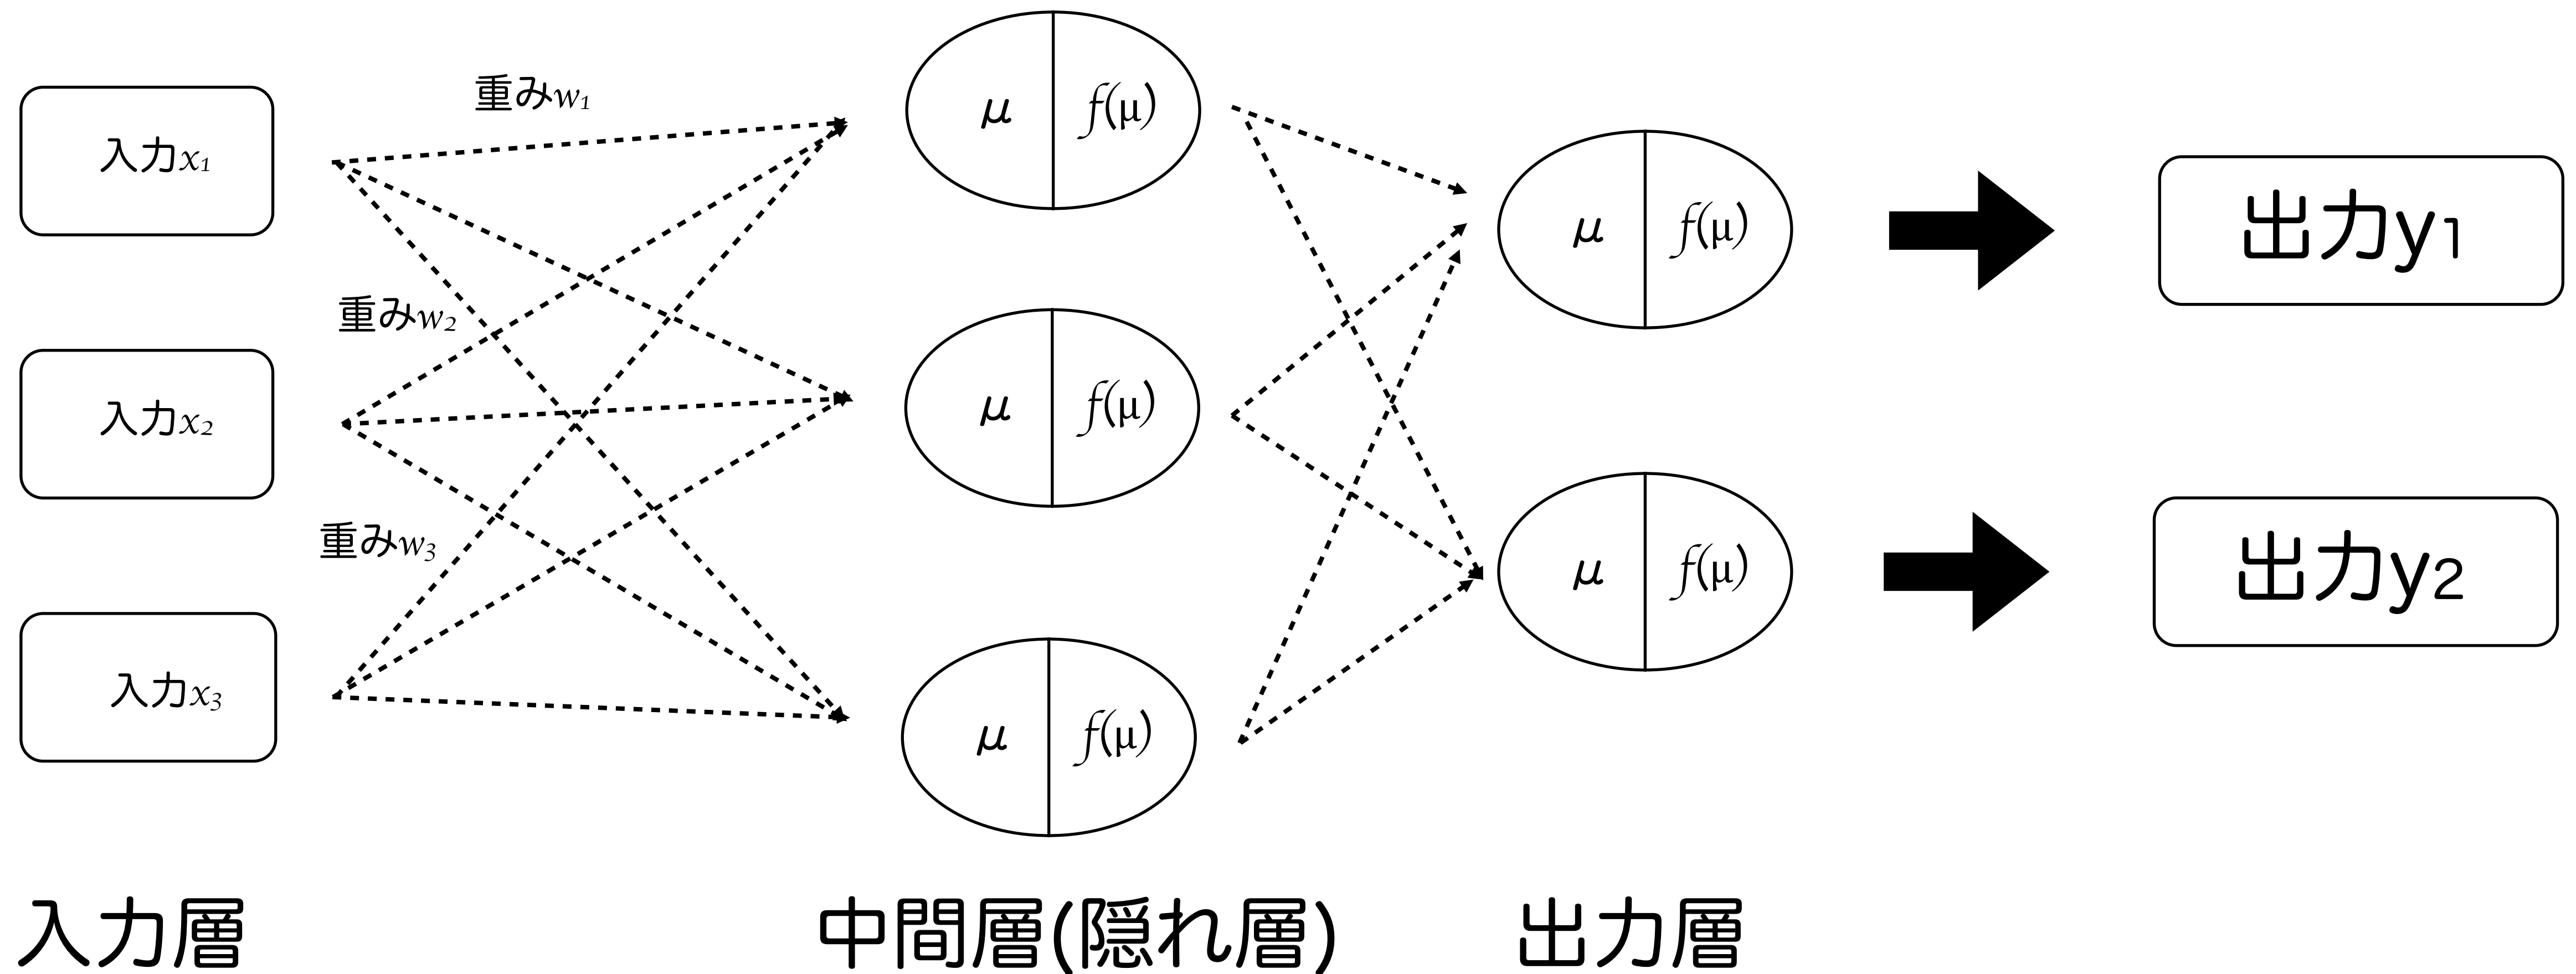 入力x1
入力x2
入力x3
重みw1
重みw2
重みw3
μ f(μ)
μ f(μ)
μ f(μ)
μ f(μ)
μ f(μ)
出力y1
出力y2
入力層
中間層(隠れ層)
出力層